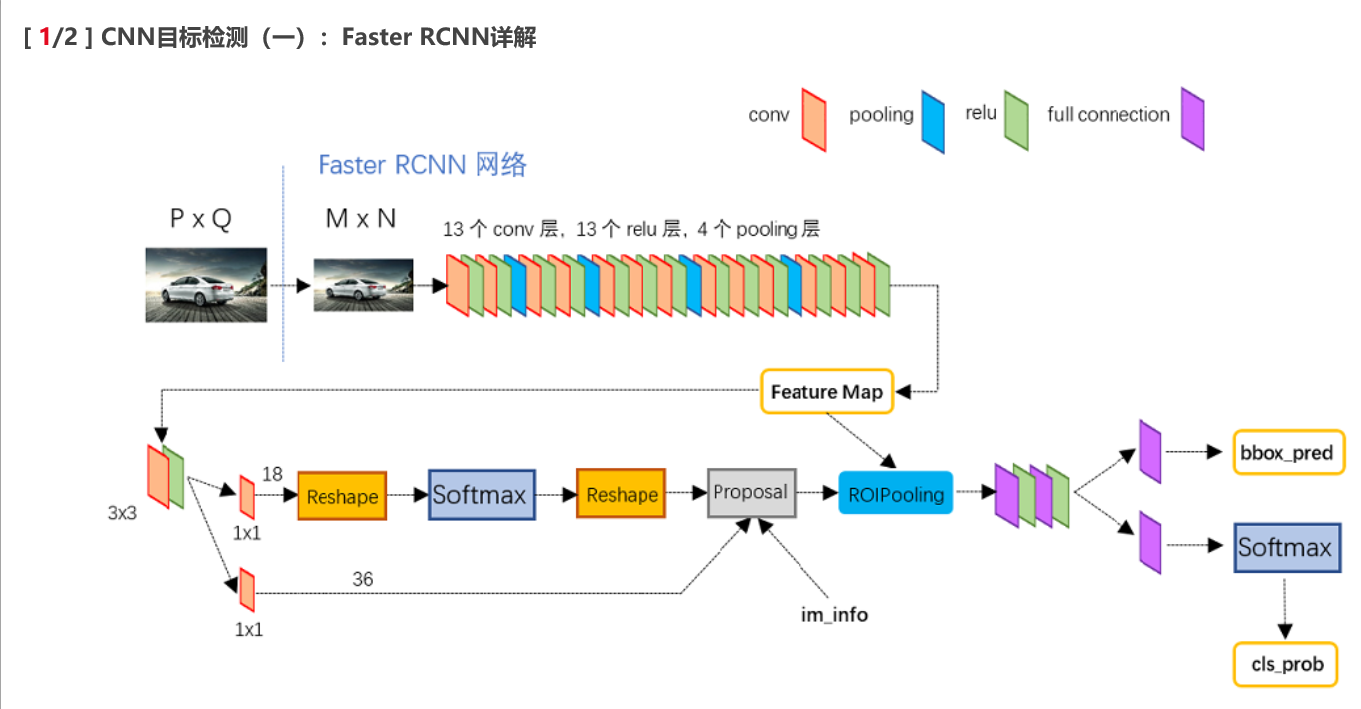 [ 1/2 ] CNN目标检测（一）：Faster RCNN详解
conv
pooling
relu
full connection
Faster RCNN 网络
P x Q
M x N
13 个 conv 层, 13 个 relu 层, 4 个 pooling 层
Feature Map
3x3
18
1x1
Reshape
Softmax
Reshape
Proposal
ROIPooling
bbox_pred
Softmax
36
1x1
im_info
cls_prob